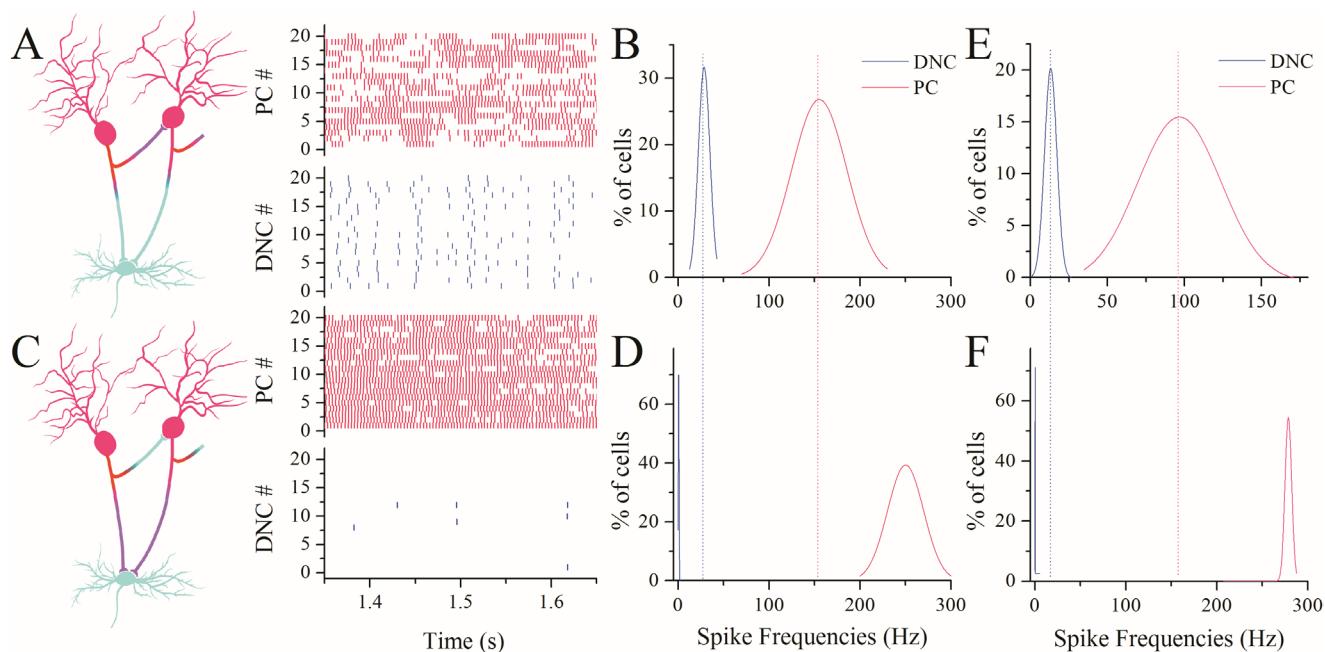 A
PC #
20
15
10
5
0
DNC #
20
15
10
5
0
B
DNC
PC
% of cells
30
20
10
0
0 100 200 300
E
DNC
PC
% of cells
20
15
10
5
0
0 50 100 150
C
PC #
20
15
10
5
0
DNC #
20
15
10
5
0
1.4 1.5 1.6
Time (s)
D
% of cells
60
40
20
0
0 100 200 300
Spike Frequencies (Hz)
F
% of cells
60
40
20
0
0 100 200 300
Spike Frequencies (Hz)